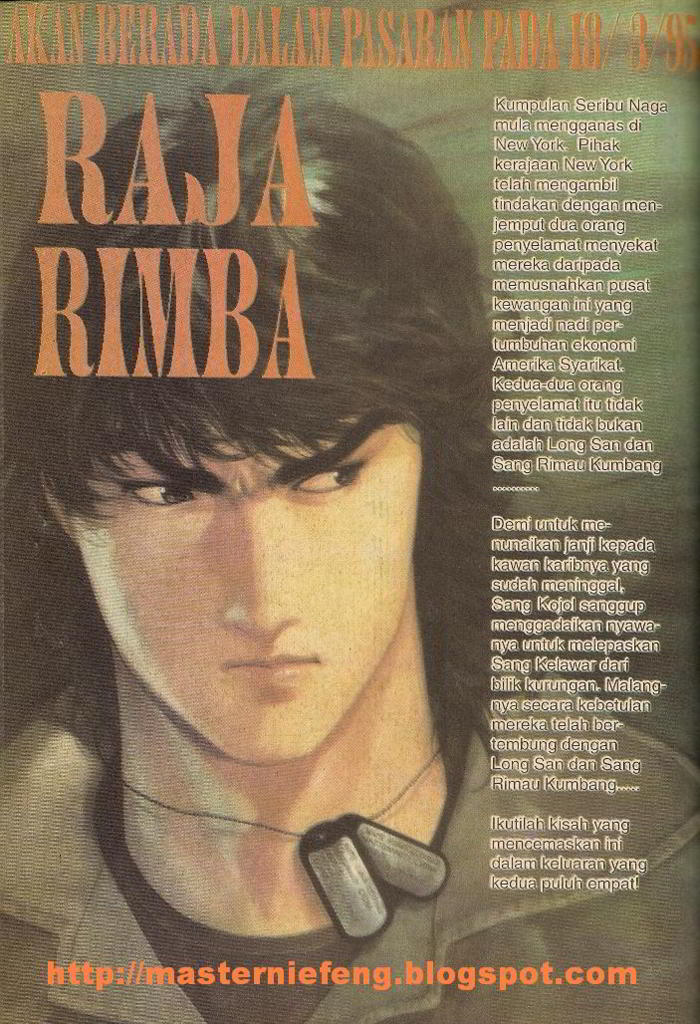 AKAN BERADA DALAM PASARAN PADA 18/3/95
RAJA
RIMBA
Kumpulan Seribu Naga
mula mengganas di
New York. Pihak
kerajaan New York
telah mengambil
tindakan dengan men-
jemput dua orang
penyelamat menyekat
mereka daripada
memusnahkan pusat
kewangan ini yang
menjadi nadi per-
tumbuhan ekonomi
Amerika Syarikat.
Kedua-dua orang
penyelamat itu tidak
lain dan tidak bukan
adalah Long San dan
Sang Rimau Kumbang
..........
Demi untuk me-
nunaikan janji kepada
kawan karibnya yang
sudah meninggal,
Sang Kojol sanggup
menggadaikan nyawa-
nya untuk melepaskan
Sang Kelawar dari
bilik kurungan. Malang-
nya secara kebetulan
mereka telah ber-
tembung dengan
Long San dan Sang
Rimau Kumbang.....
Ikutilah kisah yang
mencemaskan ini
dalam keluaran yang
kedua puluh empat!
http://masterniefeng.blogspot.com